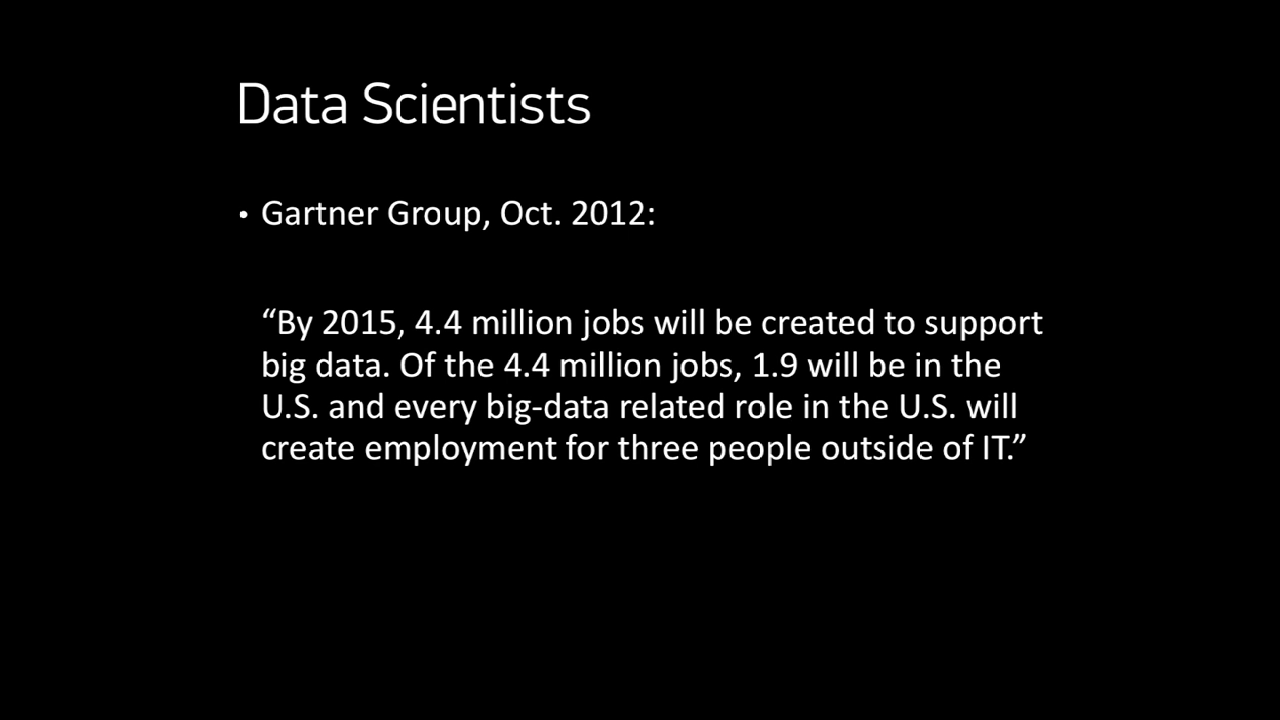 Data Scientists
• Gartner Group, Oct. 2012:
“By 2015, 4.4 million jobs will be created to support
big data. Of the 4.4 million jobs, 1.9 will be in the
U.S. and every big-data related role in the U.S. will
create employment for three people outside of IT.”